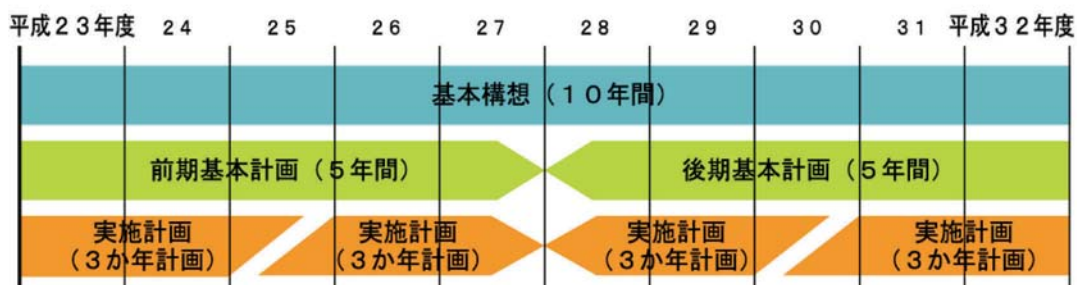 平成２３年度 ２４ ２５ ２６ ２７ ２８ ２９ ３０ ３１ 平成３２年度
基本構想（１０年間）
前期基本計画（５年間） 後期基本計画（５年間）
実施計画 実施計画 実施計画 実施計画
（３か年計画） （３か年計画） （３か年計画） （３か年計画）